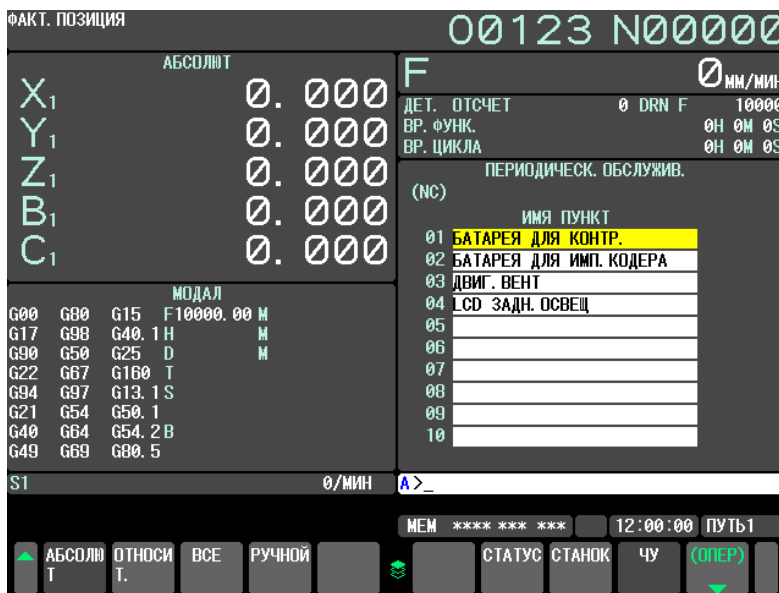 ФАКТ. ПОЗИЦИЯ
O0123 N00000
АБСОЛЮТ
X1 0. 000
Y1 0. 000
Z1 0. 000
B1 0. 000
C1 0. 000
F 0 ММ/МИН
ДЕТ. ОТСЧЕТ 0 DRN F 10000
ВР. ФУНК. 0H 0M 0S
ВР. ЦИКЛА 0H 0M 0S
ПЕРИОДИЧЕСК. ОБСЛУЖИВ.
(NC)
ИМЯ ПУНКТ
01 БАТАРЕЯ ДЛЯ КОНТР.
02 БАТАРЕЯ ДЛЯ ИМП. КОДЕРА
03 ДВИГ. ВЕНТ
04 LCD ЗАДН. ОСВЕЩ
05
06
07
08
09
10
МОДАЛ
G00 G80 G15 F10000. 00 M
G17 G98 G40. 1 H M
G90 G50 G25 D M
G22 G67 G160 T
G94 G97 G13. 1 S
G21 G54 G50. 1
G40 G64 G54. 2 B
G49 G69 G80. 5
S1 0/МИН
A >_
MEM **** *** *** 12:00:00 ПУТЬ1
АБСОЛЮ
Т
ОТНОСИ
Т.
ВСЕ
РУЧНОЙ
СТАТУС
СТАНОК
ЧУ
(ОПЕР)